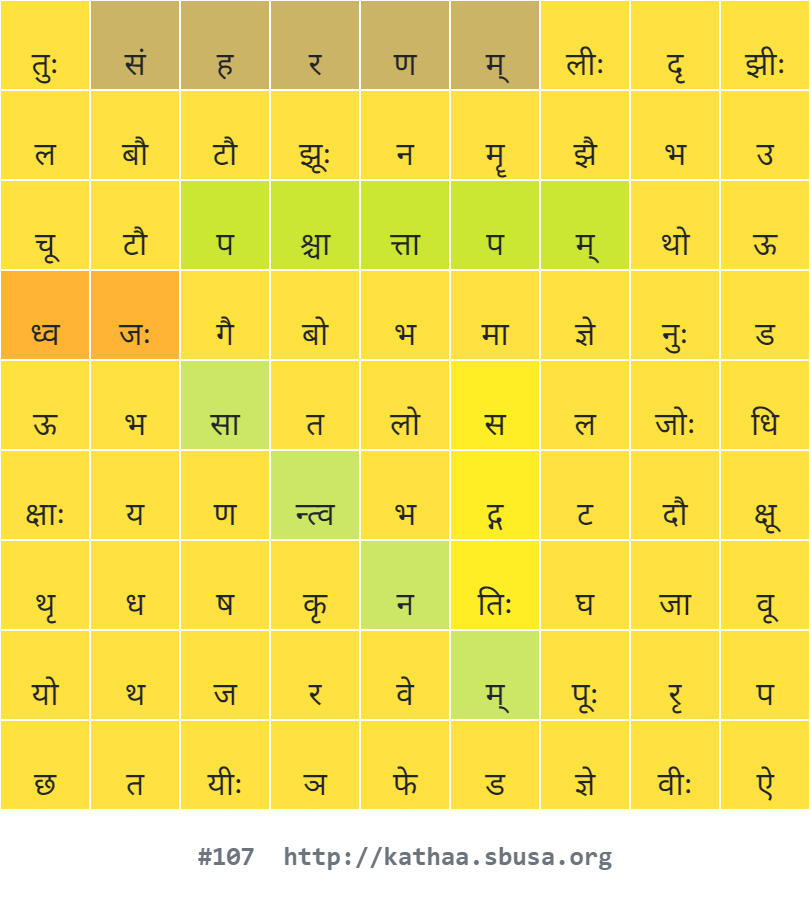 तुः सं ह र ण म् लीः दृ झीः
ल बौ टौ झूः न मॄ झै भ उ
चू टौ प श्चा त्ता प म् थो ऊ
ध्व जः गै बो भ मा ज्ञे नुः ड
ऊ भ सा त लो स ल जोः धि
क्षाः य ण न्त्व भ द्ग ट दौ क्षू
थृ ध ष कृ न तिः घ जा वू
यो थ ज र वे म् पूः रृ प
छ त यीः ञ फे ड ज्ञे वीः ऐ
#107 http://kathaa.sbusa.org